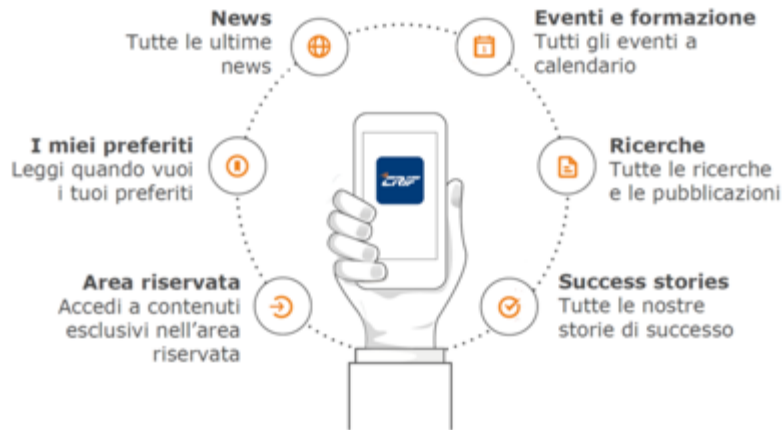 News
Tutte le ultime
news
Eventi e formazione
Tutti gli eventi a
calendario
I miei preferiti
Leggi quando vuoi
i tuoi preferiti
CRIF
Ricerche
Tutte le ricerche
e le pubblicazioni
Area riservata
Accedi a contenuti
esclusivi nell'area
riservata
Success stories
Tutte le nostre
storie di successo